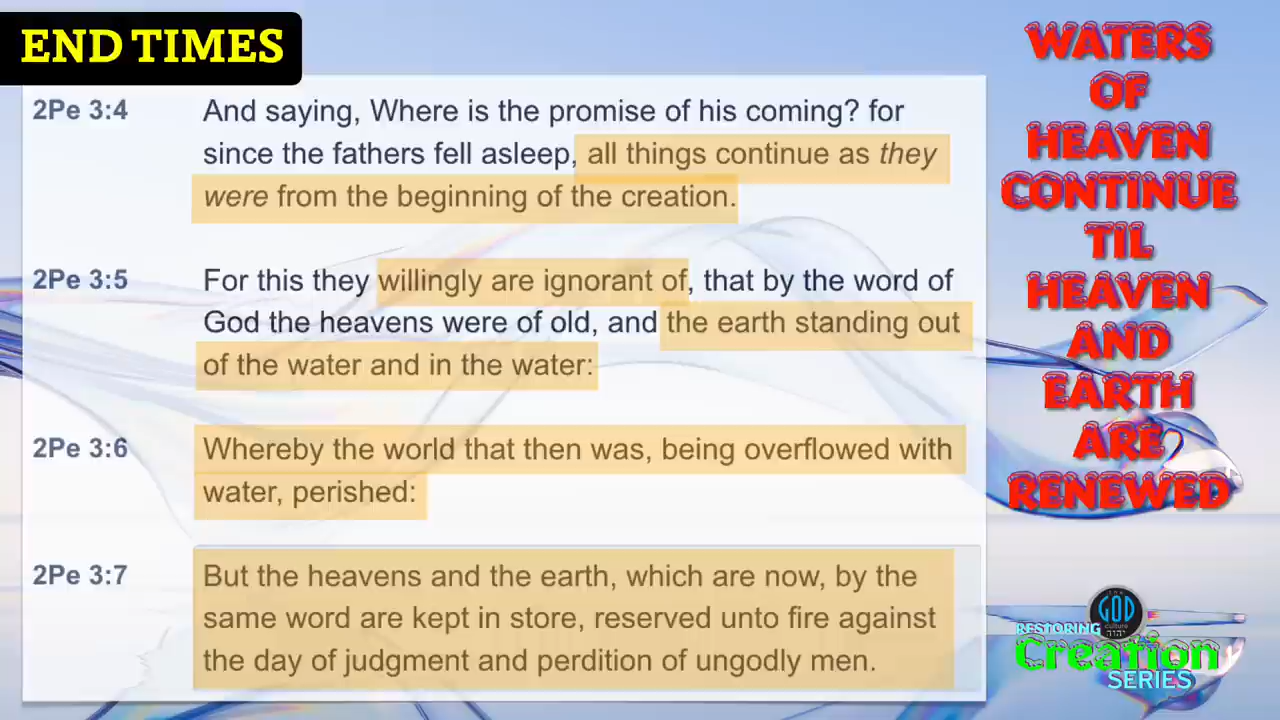 END TIMES
2Pe 3:4 And saying, Where is the promise of his coming? for
since the fathers fell asleep, all things continue as they
were from the beginning of the creation.
2Pe 3:5 For this they willingly are ignorant of, that by the word of
God the heavens were of old, and the earth standing out
of the water and in the water:
2Pe 3:6 Whereby the world that then was, being overflowed with
water, perished:
2Pe 3:7 But the heavens and the earth, which are now, by the
same word are kept in store, reserved unto fire against
the day of judgment and perdition of ungodly men.
WATERS
OF
HEAVEN
CONTINUE
TIL
HEAVEN
AND
EARTH
ARE
RENEWED
THE
GOD
culture
יהוה
RESTORING
Creation
SERIES